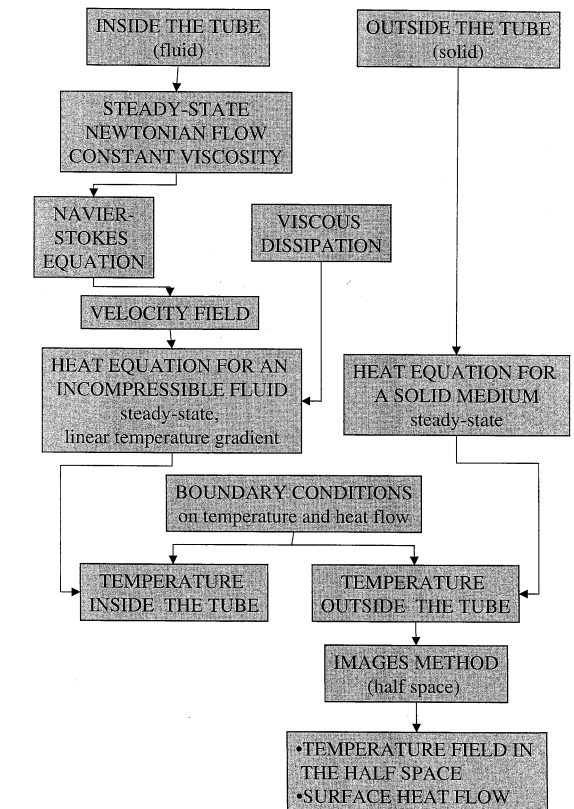 INSIDE THE TUBE
(fluid)
OUTSIDE THE TUBE
(solid)
STEADY-STATE
NEWTONIAN FLOW
CONSTANT VISCOSITY
NAVIER-
STOKES
EQUATION
VISCOUS
DISSIPATION
VELOCITY FIELD
HEAT EQUATION FOR AN
INCOMPRESSIBLE FLUID
steady-state,
linear temperature gradient
HEAT EQUATION FOR
A SOLID MEDIUM
steady-state
BOUNDARY CONDITIONS
on temperature and heat flow
TEMPERATURE
INSIDE THE TUBE
TEMPERATURE
OUTSIDE THE TUBE
IMAGES METHOD
(half space)
•TEMPERATURE FIELD IN
THE HALF SPACE
•SURFACE HEAT FLOW